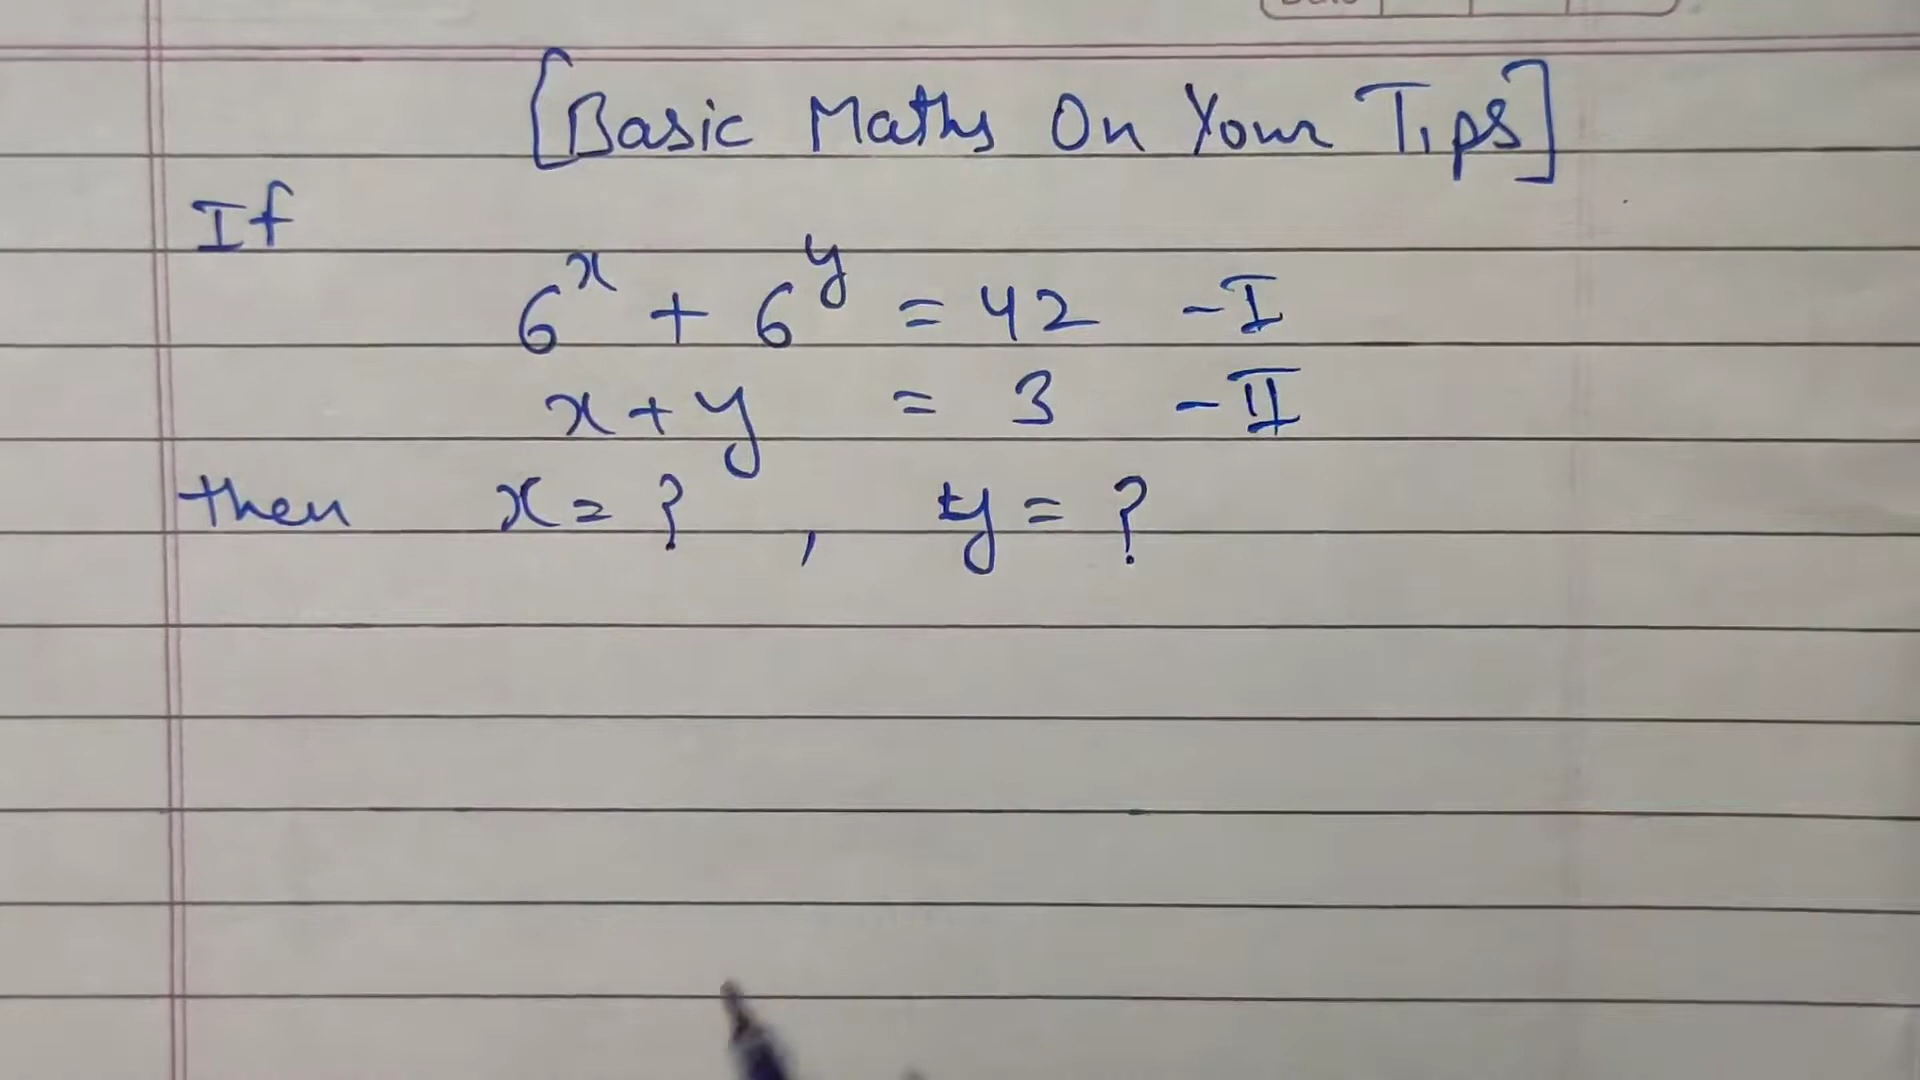 [Basic Maths On Your Tips]
If
6^x + 6^y = 42 - I
x + y = 3 - II
then x = ? , y = ?